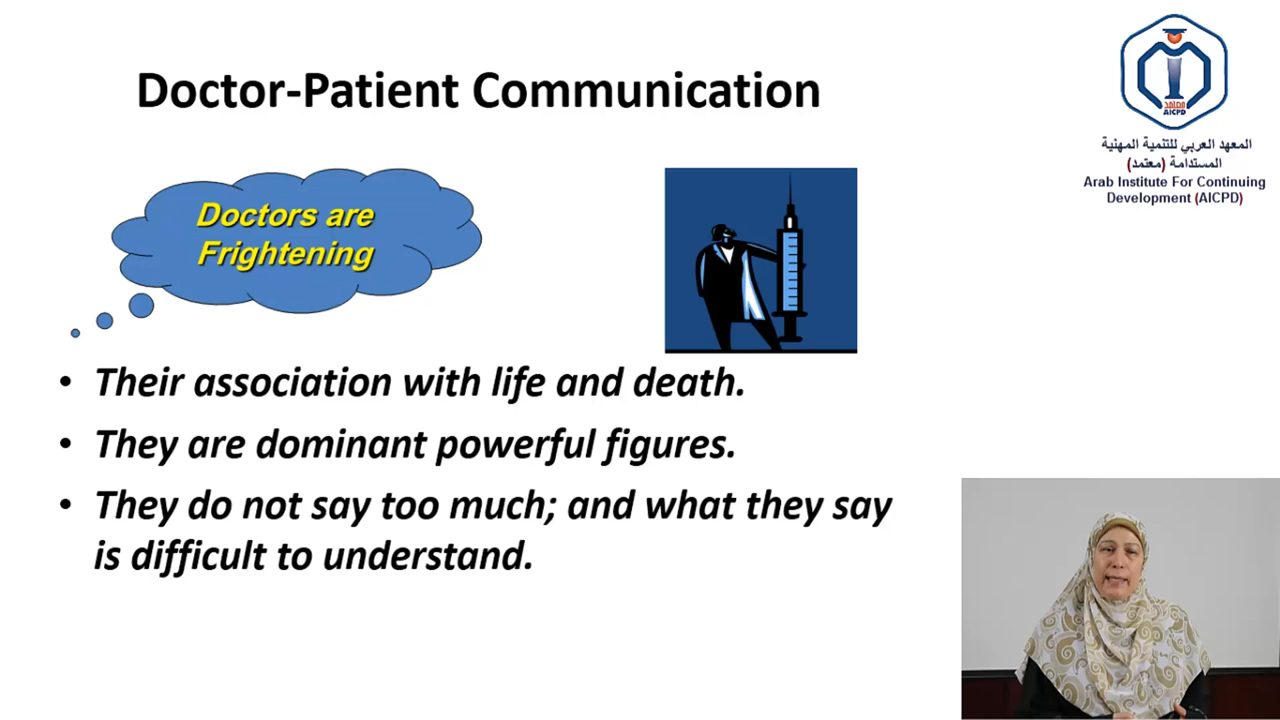 Doctor-Patient Communication
معتمد
AICPD
المعهد العربي للتنمية المهنية
المستدامة (معتمد)
Arab Institute For Continuing
Development (AICPD)
Doctors are
Frightening
• Their association with life and death.
• They are dominant powerful figures.
• They do not say too much; and what they say
is difficult to understand.